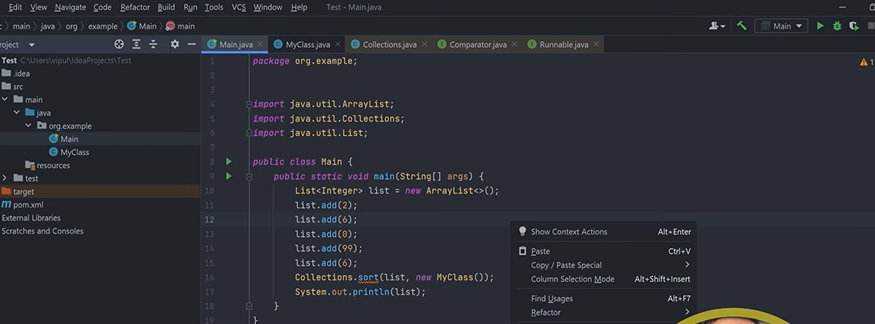 File Edit View Navigate Code Refactor Build Run Tools VCS Window Help Test - Main.java
main java org example Main main
Main
Project
Main.java MyClass.java Collections.java Comparator.java Runnable.java
Test C:\Users\vipul\IdeaProjects\Test
.idea
src
main
java
org.example
Main
MyClass
resources
test
target
pom.xml
External Libraries
Scratches and Consoles
1 package org.example;
2
3
4 import java.util.ArrayList;
5 import java.util.Collections;
6 import java.util.List;
7
8 public class Main {
9 public static void main(String[] args) {
10 List<Integer> list = new ArrayList<>();
11 list.add(2);
12 list.add(6);
13 list.add(0);
14 list.add(99);
15 list.add(6);
16 Collections.sort(list, new MyClass());
17 System.out.println(list);
18 }
19 }
1
Show Context Actions Alt+Enter
Paste Ctrl+V
Copy / Paste Special
Column Selection Mode Alt+Shift+Insert
Find Usages Alt+F7
Refactor